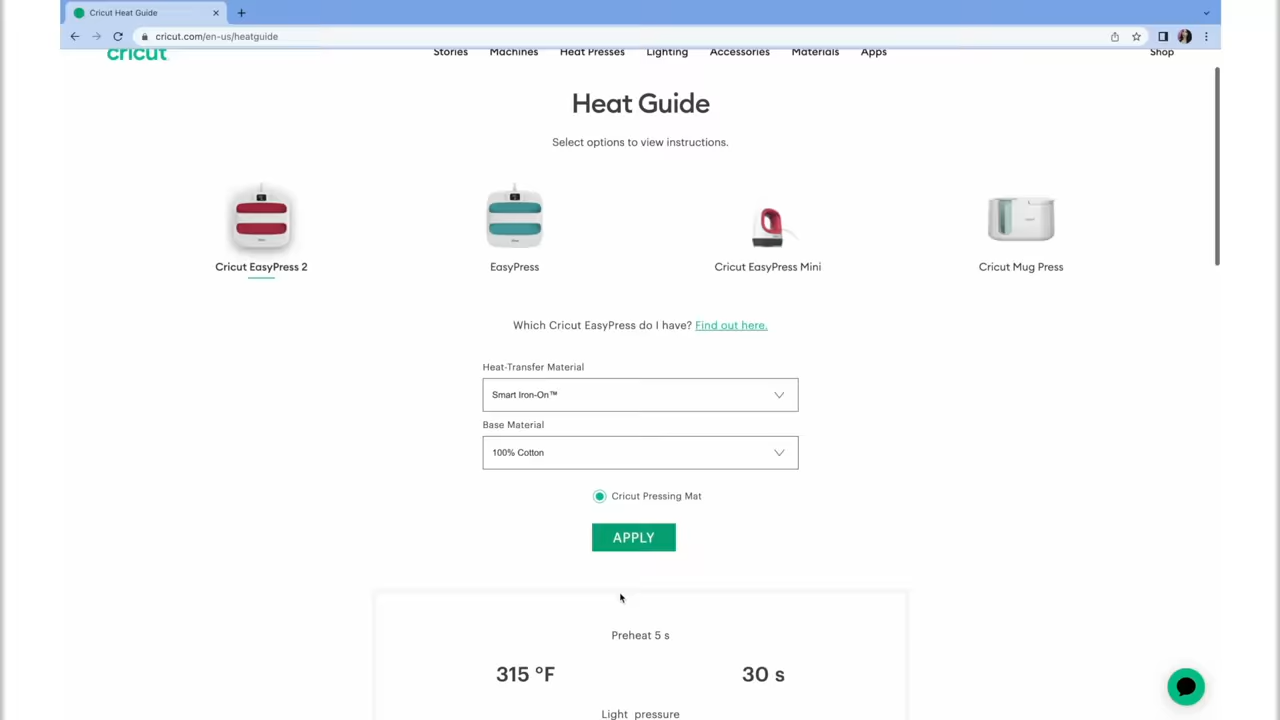 Cricut Heat Guide
cricut.com/en-us/heatguide
cricut
Stories Machines Heat Presses Lighting Accessories Materials Apps Shop
Heat Guide
Select options to view instructions.
Cricut EasyPress 2 EasyPress Cricut EasyPress Mini Cricut Mug Press
Which Cricut EasyPress do I have? Find out here.
Heat-Transfer Material
Smart Iron-On™
Base Material
100% Cotton
Cricut Pressing Mat
APPLY
Preheat 5 s
315 °F 30 s
Light pressure